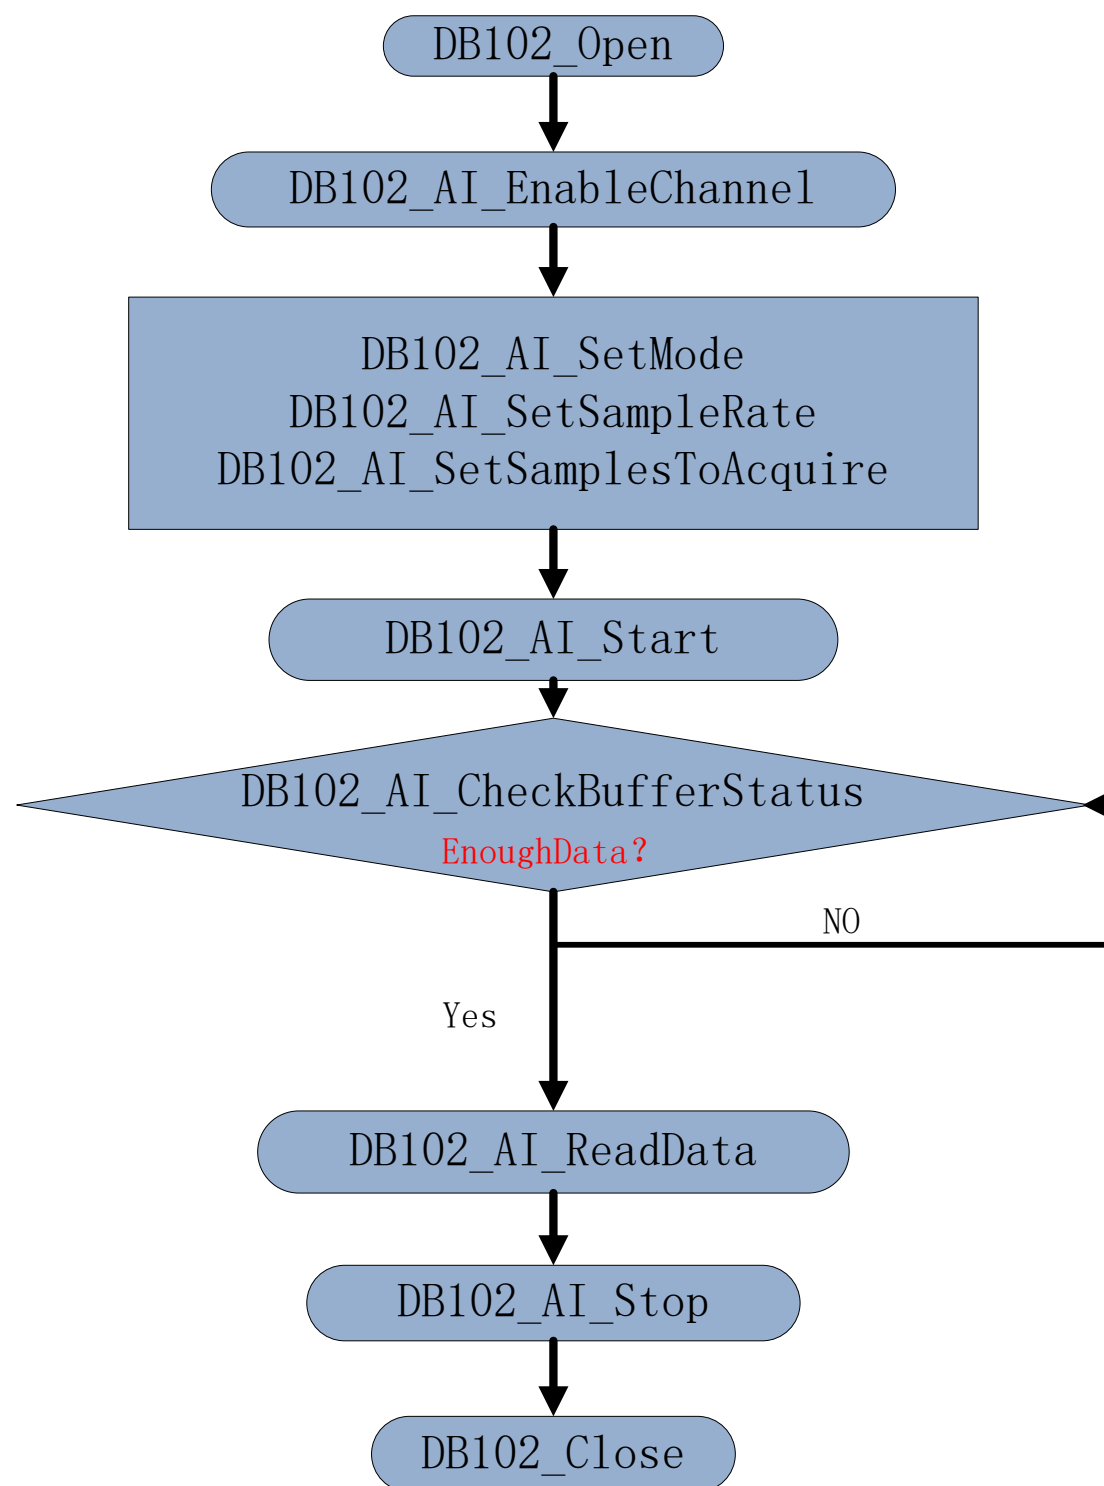 DB102_Open
DB102_AI_EnableChannel
DB102_AI_SetMode
DB102_AI_SetSampleRate
DB102_AI_SetSamplesToAcquire
DB102_AI_Start
DB102_AI_CheckBufferStatus
EnoughData?
NO
Yes
DB102_AI_ReadData
DB102_AI_Stop
DB102_Close